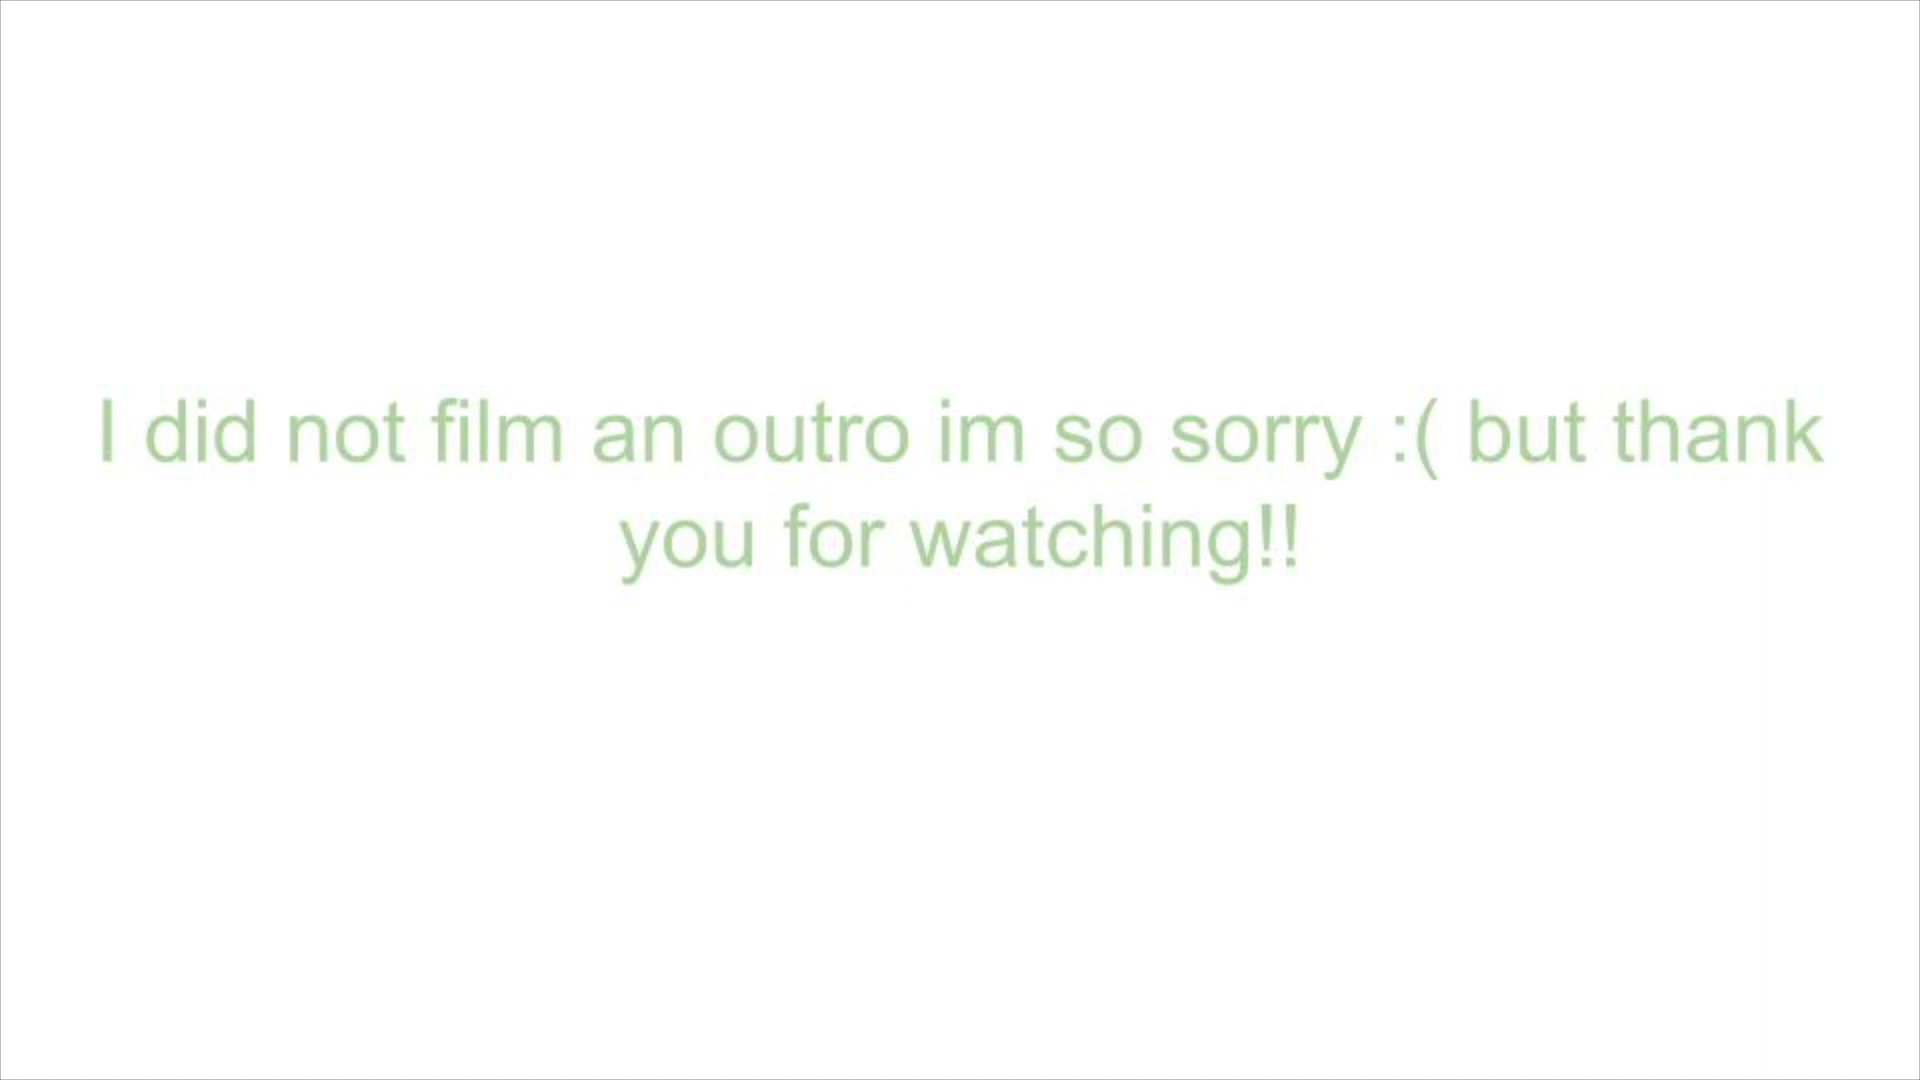 I did not film an outro im so sorry :( but thank
you for watching!!